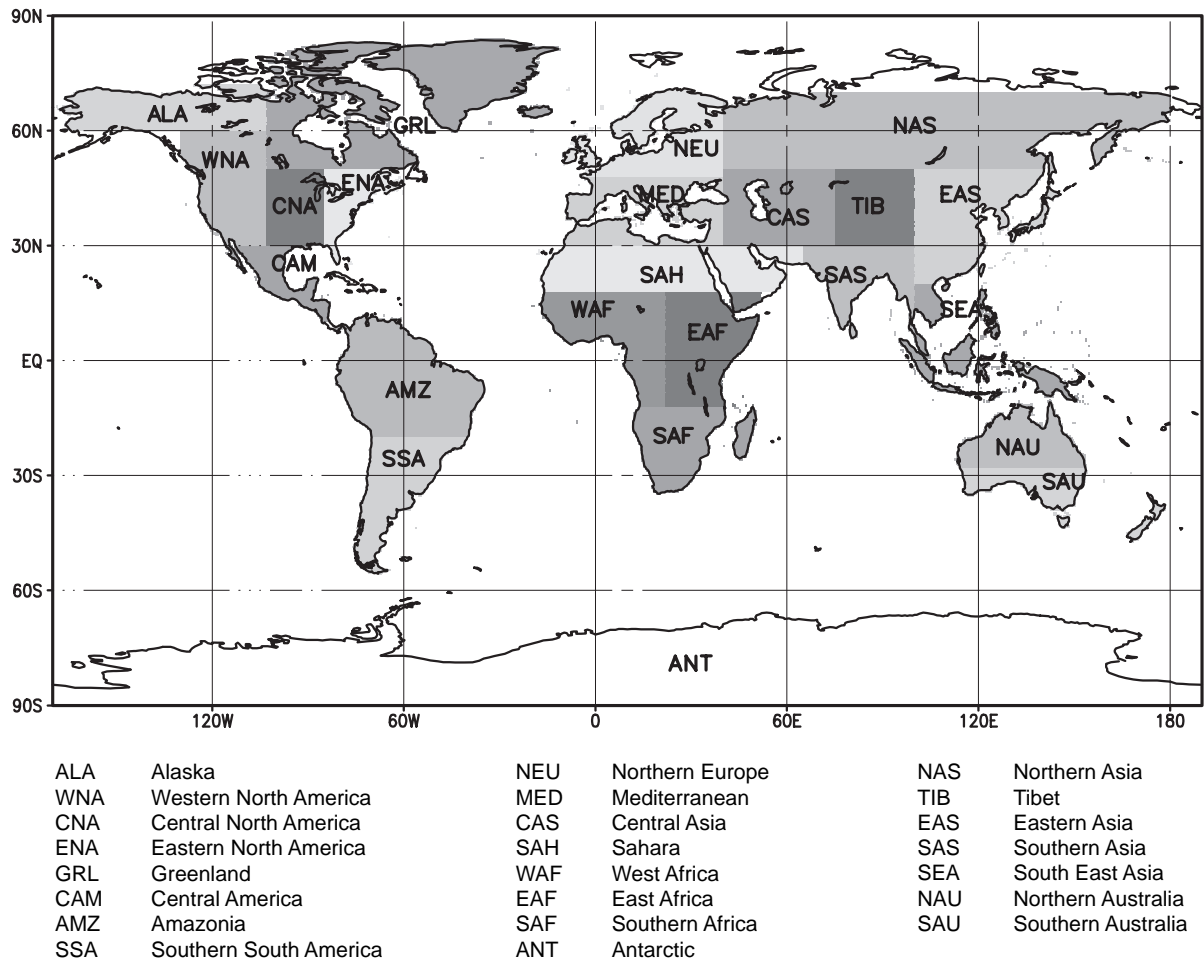 90N
ALA
GRL
NAS
60N
WNA
NEU
ENA
MED
EAS
CNA
CAS
TIB
30N
CAM
SAH
SAS
WAF
SEA
EAF
EQ
AMZ
SAF
NAU
SSA
30S
SAU
60S
ANT
90S
120W 60W 0 60E 120E 180
ALA Alaska NEU Northern Europe NAS Northern Asia
WNA Western North America MED Mediterranean TIB Tibet
CNA Central North America CAS Central Asia EAS Eastern Asia
ENA Eastern North America SAH Sahara SAS Southern Asia
GRL Greenland WAF West Africa SEA South East Asia
CAM Central America EAF East Africa NAU Northern Australia
AMZ Amazonia SAF Southern Africa SAU Southern Australia
SSA Southern South America ANT Antarctic